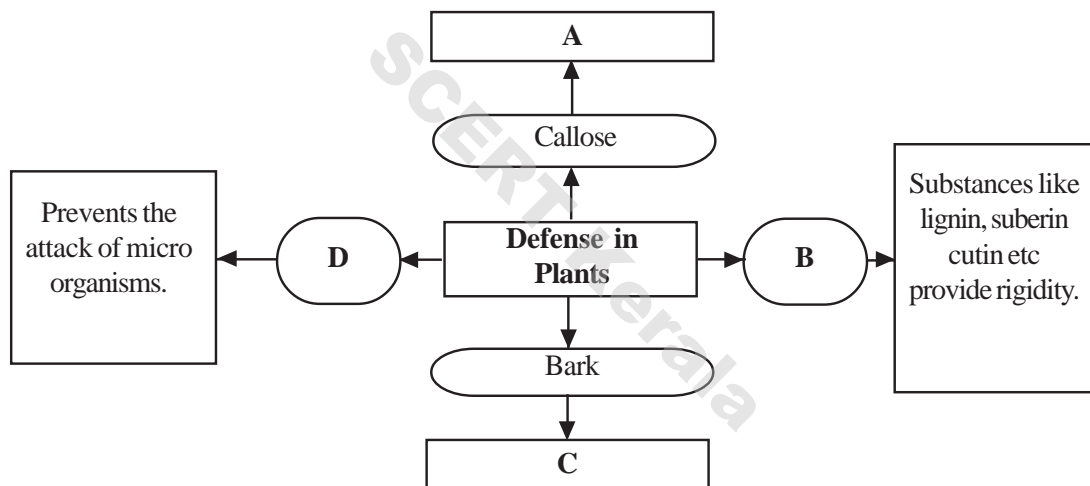 A
Callose
Prevents the
attack of micro
organisms.
D
Defense in
Plants
B
Substances like
lignin, suberin
cutin etc
provide rigidity.
Bark
C
SCERT Kerala